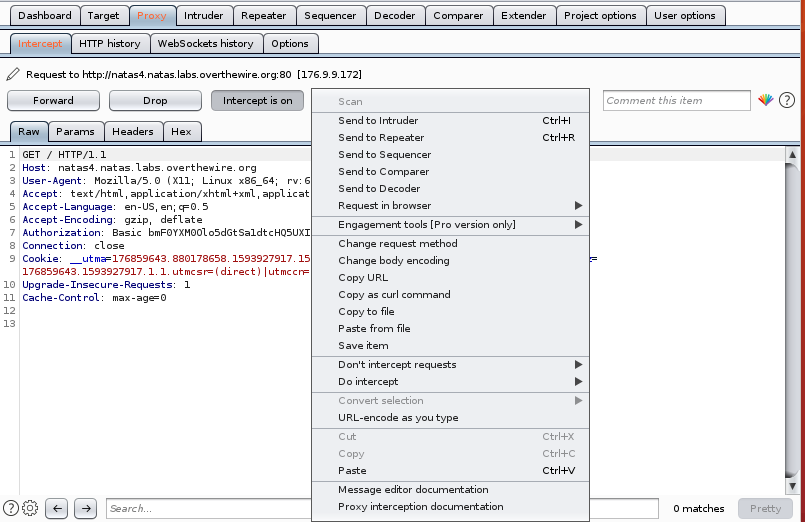 Dashboard Target Proxy Intruder Repeater Sequencer Decoder Comparer Extender Project options User options
Intercept HTTP history WebSockets history Options
Request to http://natas4.natas.labs.overthewire.org:80 [176.9.9.172]
Forward Drop Intercept is on Comment this item
Raw Params Headers Hex
1 GET / HTTP/1.1
2 Host: natas4.natas.labs.overthewire.org
3 User-Agent: Mozilla/5.0 (X11; Linux x86_64; rv:6
4 Accept: text/html,application/xhtml+xml,applicat
5 Accept-Language: en-US,en;q=0.5
6 Accept-Encoding: gzip, deflate
7 Authorization: Basic
8 Connection: close
9 Cookie: __utma=176859643.880178658.1593927917.15 z=
176859643.1593927917.1.1.utmcsr=(direct)|utmccn=
10 Upgrade-Insecure-Requests: 1
11 Cache-Control: max-age=0
12
13
Scan
Send to Intruder Ctrl+I
Send to Repeater Ctrl+R
Send to Sequencer
Send to Comparer
Send to Decoder
Request in browser
Engagement tools [Pro version only]
Change request method
Change body encoding
Copy URL
Copy as curl command
Copy to file
Paste from file
Save item
Don't intercept requests
Do intercept
Convert selection
URL-encode as you type
Cut Ctrl+X
Copy Ctrl+C
Paste Ctrl+V
Message editor documentation
Proxy interception documentation
Search... 0 matches Pretty